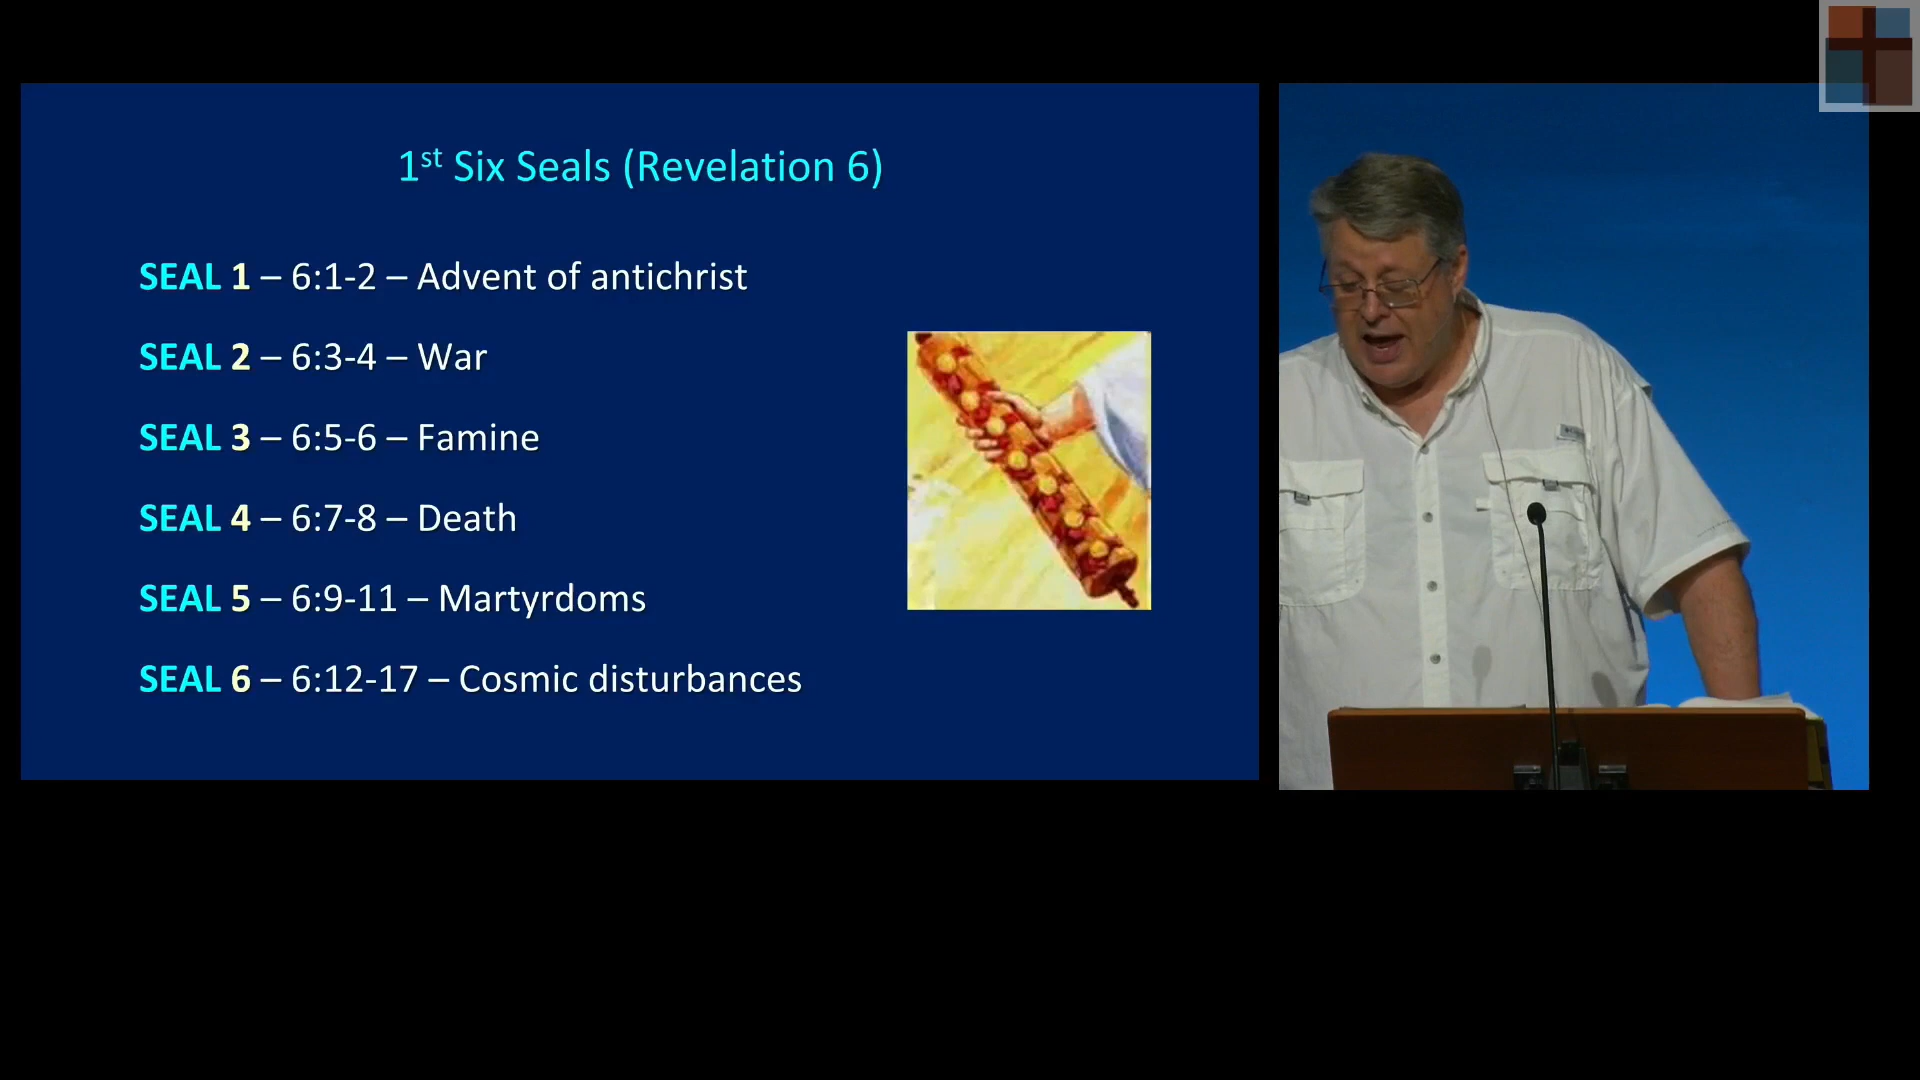 1st Six Seals (Revelation 6)
SEAL 1 – 6:1-2 – Advent of antichrist
SEAL 2 – 6:3-4 – War
SEAL 3 – 6:5-6 – Famine
SEAL 4 – 6:7-8 – Death
SEAL 5 – 6:9-11 – Martyrdoms
SEAL 6 – 6:12-17 – Cosmic disturbances